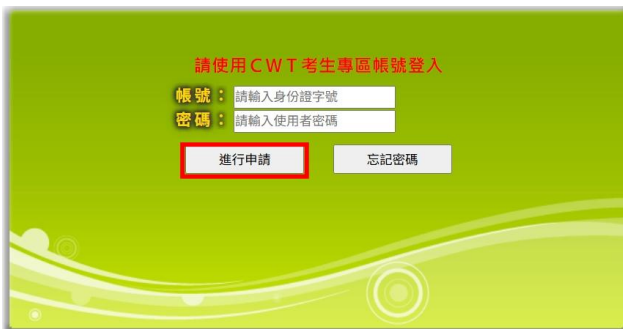 請使用CWT考生專區帳號登入
帳號：請輸入身份證字號
密碼：請輸入使用者密碼
進行申請 忘記密碼